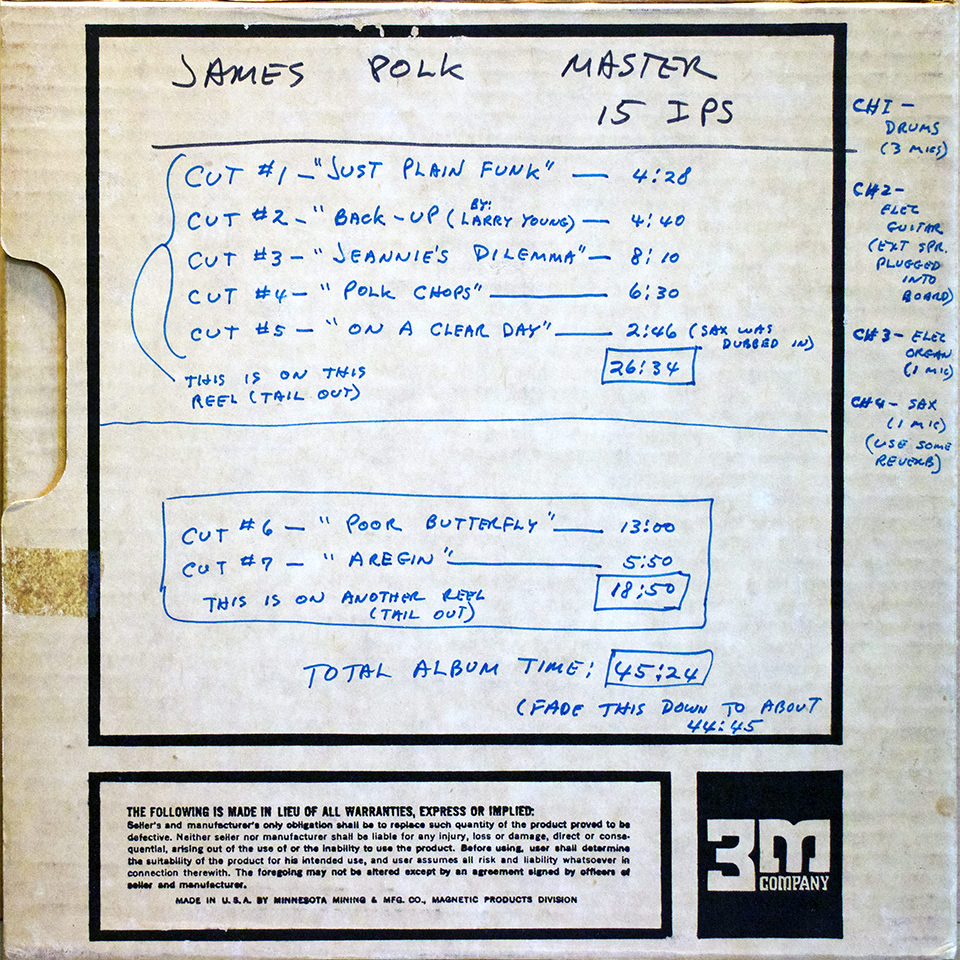 JAMES POLK MASTER
15 IPS
CUT #1 – "JUST PLAIN FUNK" — 4:28
CUT #2 – "BACK-UP (BY: LARRY YOUNG) — 4:40
CUT #3 – "JEANNIE'S DILEMMA" — 8:10
CUT #4 – "POLK CHOPS" — 6:30
CUT #5 – "ON A CLEAR DAY" — 2:46 (SAX WAS
DUBBED IN)
26:34
THIS IS ON THIS
REEL (TAIL OUT)
CUT #6 – "POOR BUTTERFLY" — 13:00
CUT #7 – "AREGIN" — 5:50
18:50
THIS IS ON ANOTHER REEL
(TAIL OUT)
TOTAL ALBUM TIME: 45:24
(FADE THIS DOWN TO ABOUT
44:45
CH1 –
DRUMS
(3 MICS)
CH2 –
ELEC
GUITAR
(EXT SPR.
PLUGGED
INTO
BOARD)
CH3 – ELEC
ORGAN
(1 MIC)
CH4 – SAX
(1 MIC)
(USE SOME
REVERB)
THE FOLLOWING IS MADE IN LIEU OF ALL WARRANTIES, EXPRESS OR IMPLIED:
Seller's and manufacturer's only obligation shall be to replace such quantity of the product proved to be
defective. Neither seller nor manufacturer shall be liable for any injury, loss or damage, direct or conse-
quential, arising out of the use of or the inability to use the product. Before using, user shall determine
the suitability of the product for his intended use, and user assumes all risk and liability whatsoever in
connection therewith. The foregoing may not be altered except by an agreement signed by officers of
seller and manufacturer.
MADE IN U.S.A. BY MINNESOTA MINING & MFG. CO., MAGNETIC PRODUCTS DIVISION
3M
COMPANY